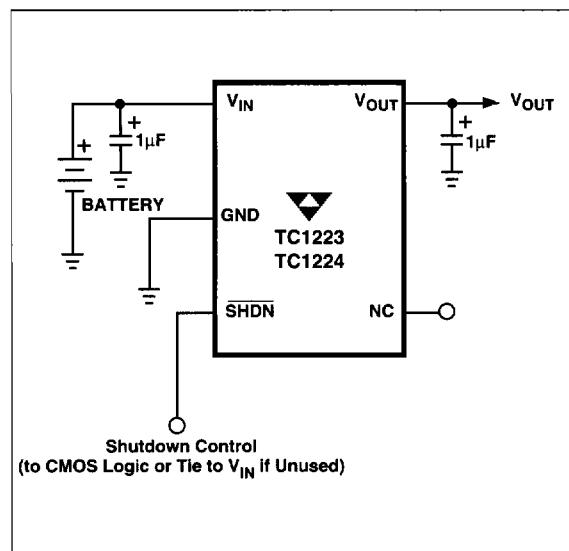 V_IN
V_OUT
V_OUT
+
1µF
+
1µF
+
BATTERY
GND
TC1223
TC1224
S̅H̅D̅N̅
NC
Shutdown Control
(to CMOS Logic or Tie to V_IN if Unused)